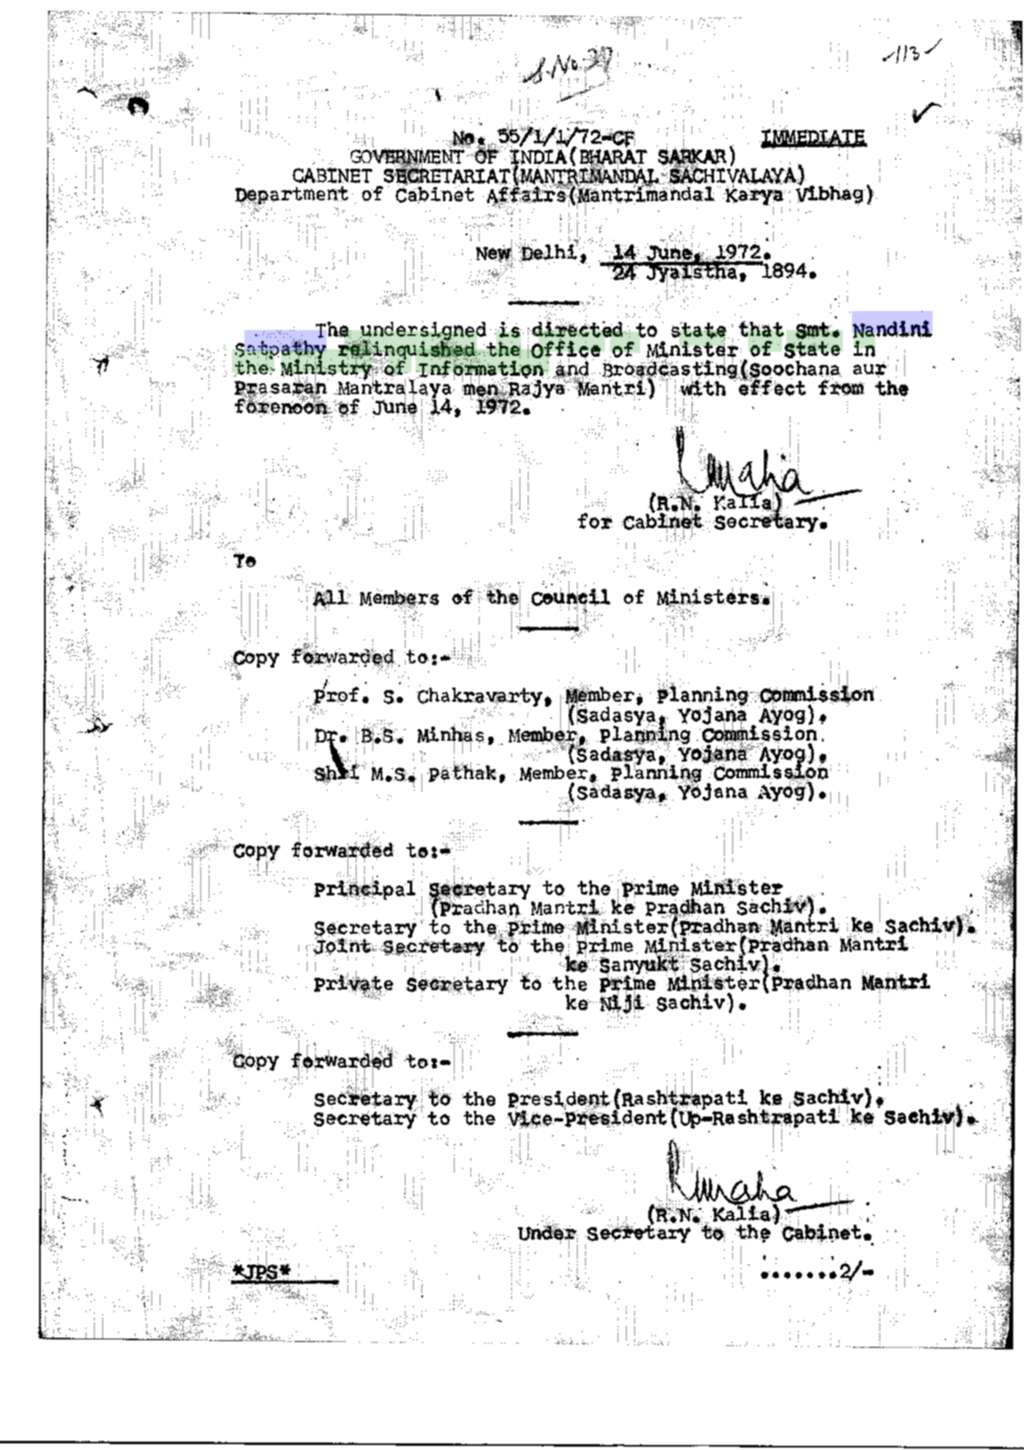 S.No.37
-113-
No. 55/1/1/72-CF IMMEDIATE
GOVERNMENT OF INDIA(BHARAT SARKAR)
CABINET SECRETARIAT(MANTRIMANDAL SACHIVALAYA)
Department of Cabinet Affairs(Mantrimandal Karya Vibhag)
New Delhi, 14 June, 1972.
24 Jyaistha, 1894.
The undersigned is directed to state that Smt. Nandini
Satpathy relinquished the Office of Minister of State in
the Ministry of Information and Broadcasting(Soochana aur
Prasaran Mantralaya men Rajya Mantri) with effect from the
forenoon of June 14, 1972.
(R.N. Kalia)
for Cabinet Secretary.
To
All Members of the Council of Ministers.
Copy forwarded to:-
Prof. S. Chakravarty, Member, Planning Commission
(Sadasya, Yojana Ayog),
Dr. B.S. Minhas, Member, Planning Commission.
(Sadasya, Yojana Ayog),
Shri M.S. Pathak, Member, Planning Commission
(Sadasya, Yojana Ayog).
Copy forwarded to:-
Principal Secretary to the Prime Minister
(Pradhan Mantri ke Pradhan Sachiv).
Secretary to the Prime Minister(Pradhan Mantri ke Sachiv).
Joint Secretary to the Prime Minister(Pradhan Mantri
ke Sanyukt Sachiv).
Private Secretary to the Prime Minister(Pradhan Mantri
ke Niji Sachiv).
Copy forwarded to:-
Secretary to the President(Rashtrapati ke Sachiv),
Secretary to the Vice-President(Up-Rashtrapati ke Sachiv).
(R.N. Kalia)
Under Secretary to the Cabinet.
*JPS*
.......2/-